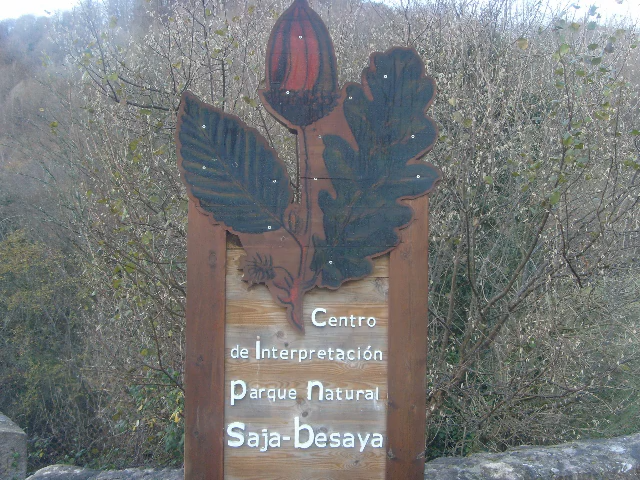 Centro
de Interpretación
parque natural
Saja-besaya